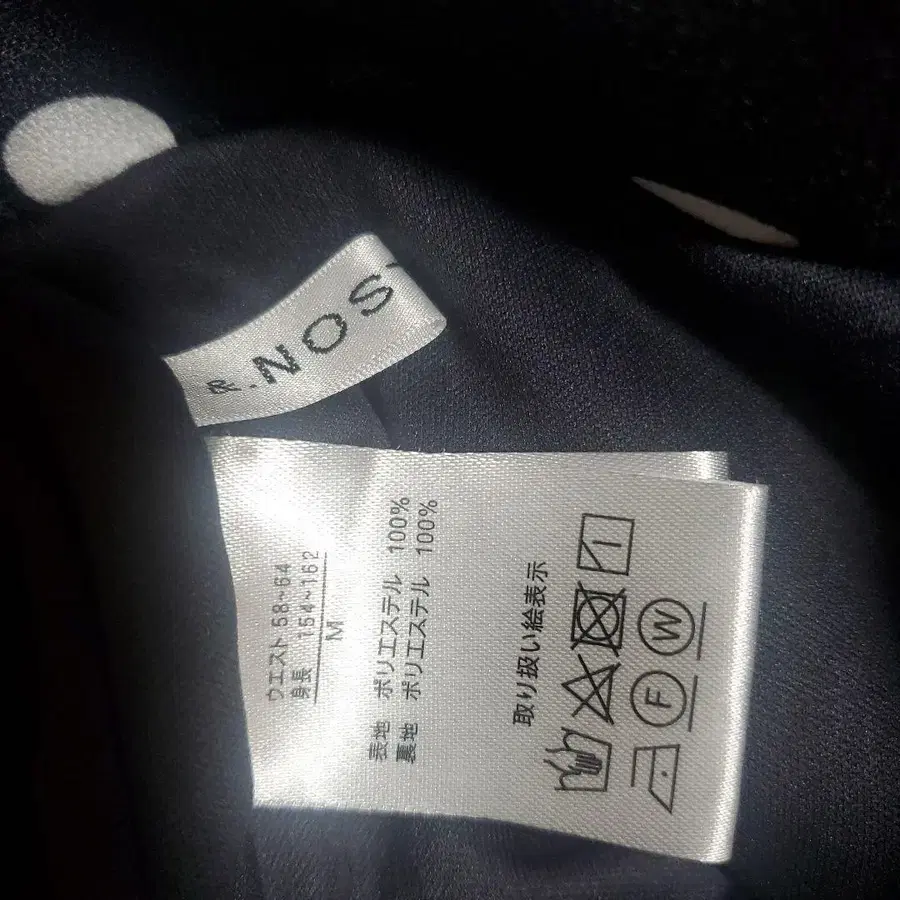 .NOS
ウエスト 58~64
身長 154~162
M
表地 ポリエステル 100%
裏地 ポリエステル 100%
取り扱い絵表示
F W